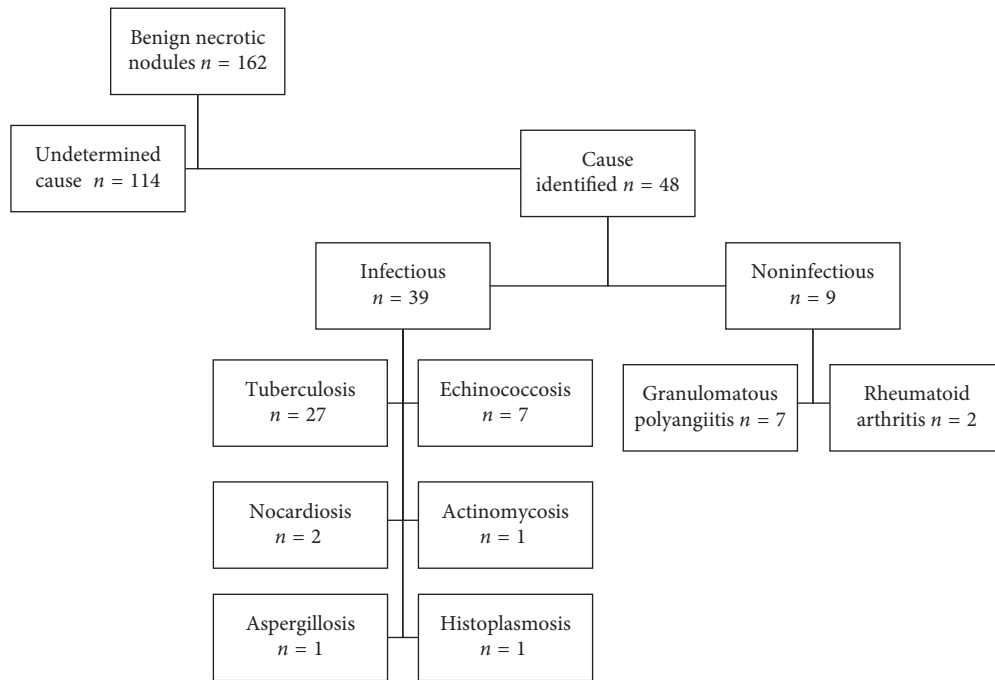 Benign necrotic
nodules n = 162
Undetermined
cause n = 114
Cause
identified n = 48
Infectious
n = 39
Noninfectious
n = 9
Tuberculosis
n = 27
Echinococcosis
n = 7
Granulomatous
polyangiitis n = 7
Rheumatoid
arthritis n = 2
Nocardiosis
n = 2
Actinomycosis
n = 1
Aspergillosis
n = 1
Histoplasmosis
n = 1